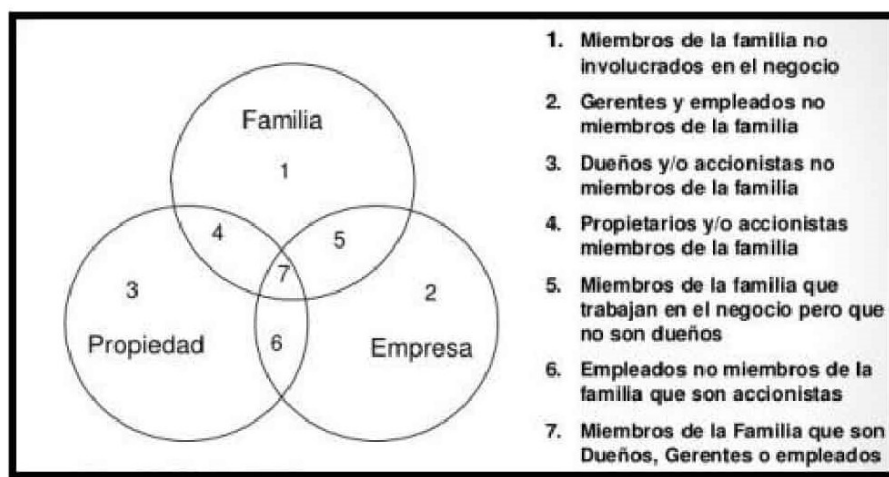 Familia
1
4
5
7
3
2
Propiedad
6
Empresa
1. Miembros de la familia no
involucrados en el negocio
2. Gerentes y empleados no
miembros de la familia
3. Dueños y/o accionistas no
miembros de la familia
4. Propietarios y/o accionistas
miembros de la familia
5. Miembros de la familia que
trabajan en el negocio pero que
no son dueños
6. Empleados no miembros de la
familia que son accionistas
7. Miembros de la Familia que son
Dueños, Gerentes o empleados